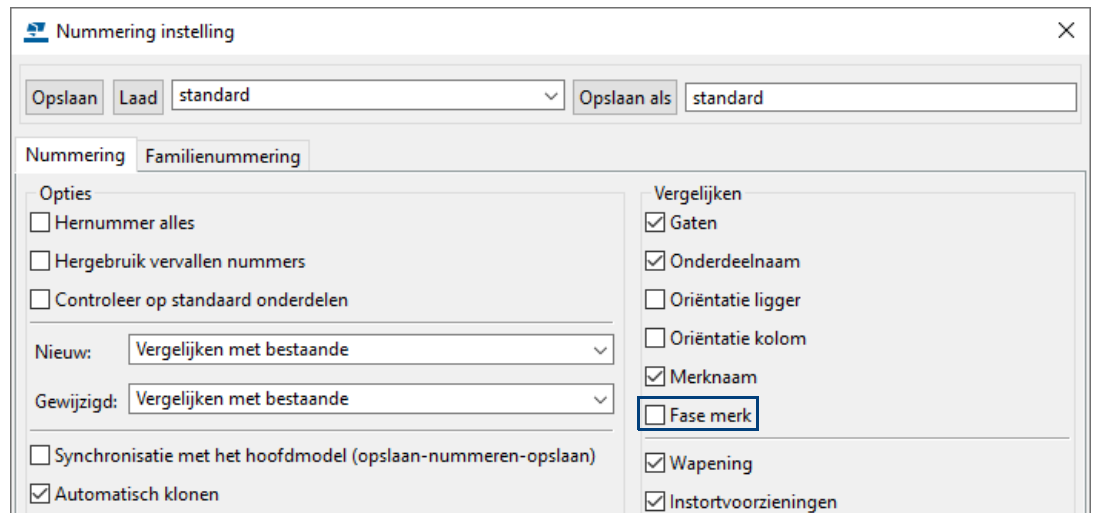 Nummering instelling
Opslaan Laad standard Opslaan als standard
Nummering Familienummering
Opties
Hernummer alles
Hergebruik vervallen nummers
Controleer op standaard onderdelen
Nieuw: Vergelijken met bestaande
Gewijzigd: Vergelijken met bestaande
Synchronisatie met het hoofdmodel (opslaan-nummeren-opslaan)
Automatisch klonen
Vergelijken
Gaten
Onderdeelnaam
Oriëntatie ligger
Oriëntatie kolom
Merknaam
Fase merk
Wapening
Instortvoorzieningen